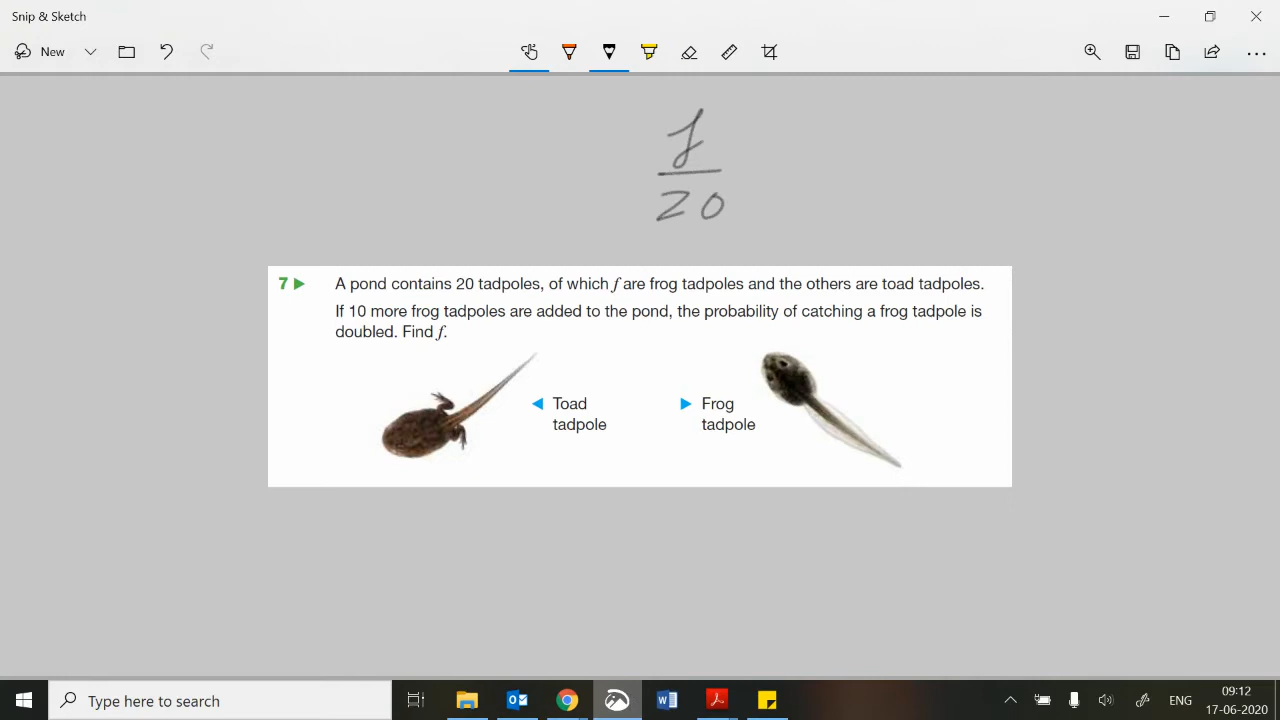 Snip & Sketch
New
f
20
7 ▶ A pond contains 20 tadpoles, of which f are frog tadpoles and the others are toad tadpoles.
If 10 more frog tadpoles are added to the pond, the probability of catching a frog tadpole is
doubled. Find f.
◀ Toad
tadpole
▶ Frog
tadpole
Type here to search
ENG
09:12
17-06-2020